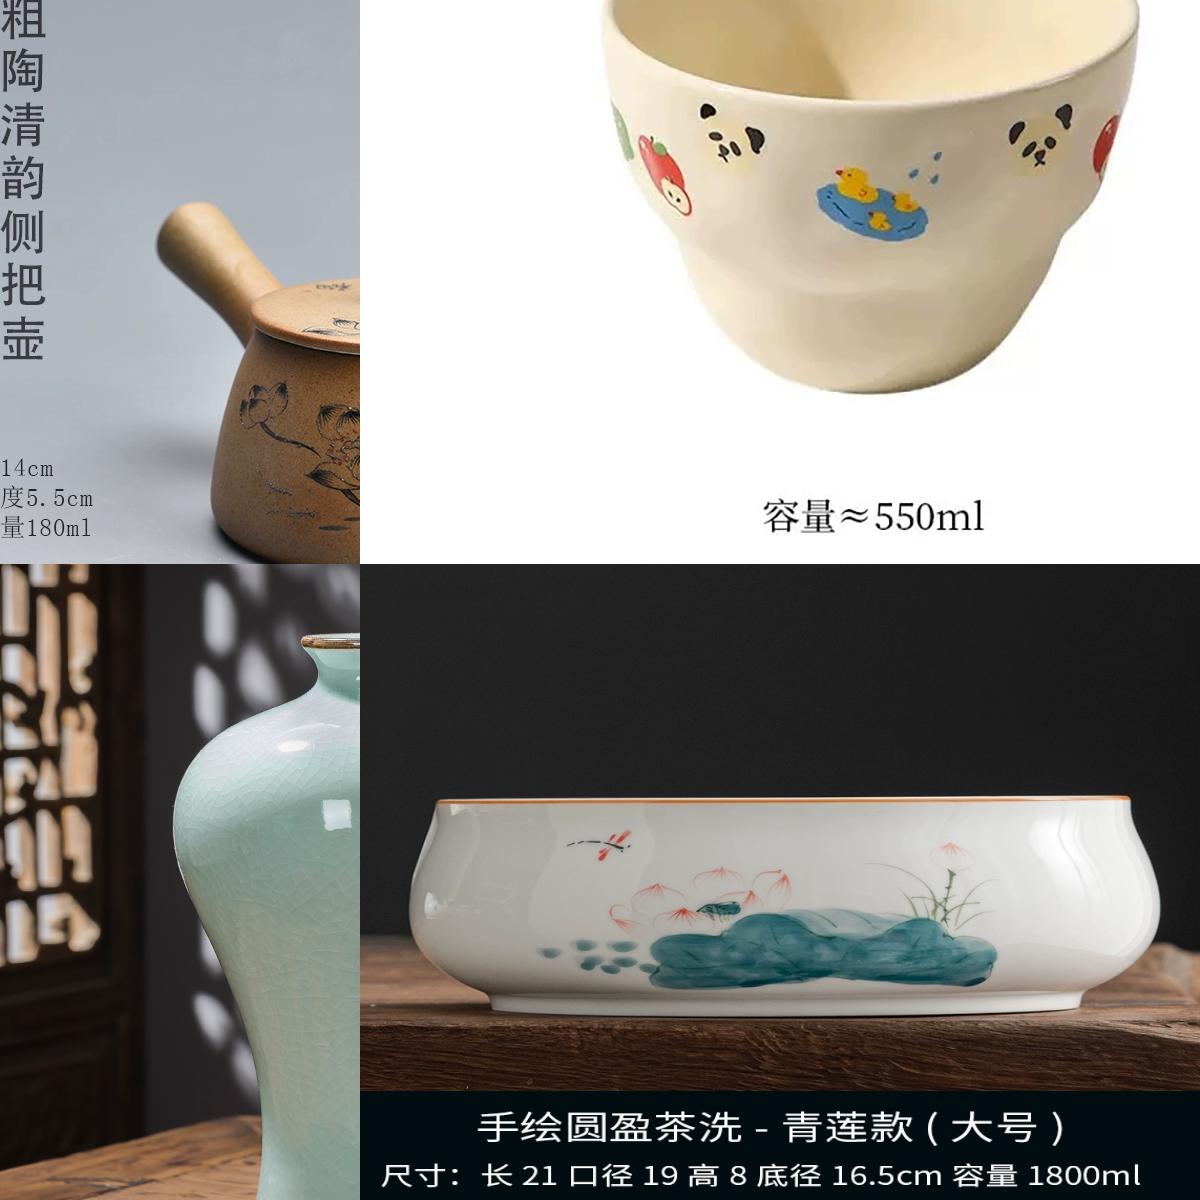 粗陶清韵侧把壶
14cm
度5.5cm
量180ml
容量≈550ml
手绘圆盈茶洗 - 青莲款 ( 大号 )
尺寸：长 21 口径 19 高 8 底径 16.5cm 容量 1800ml